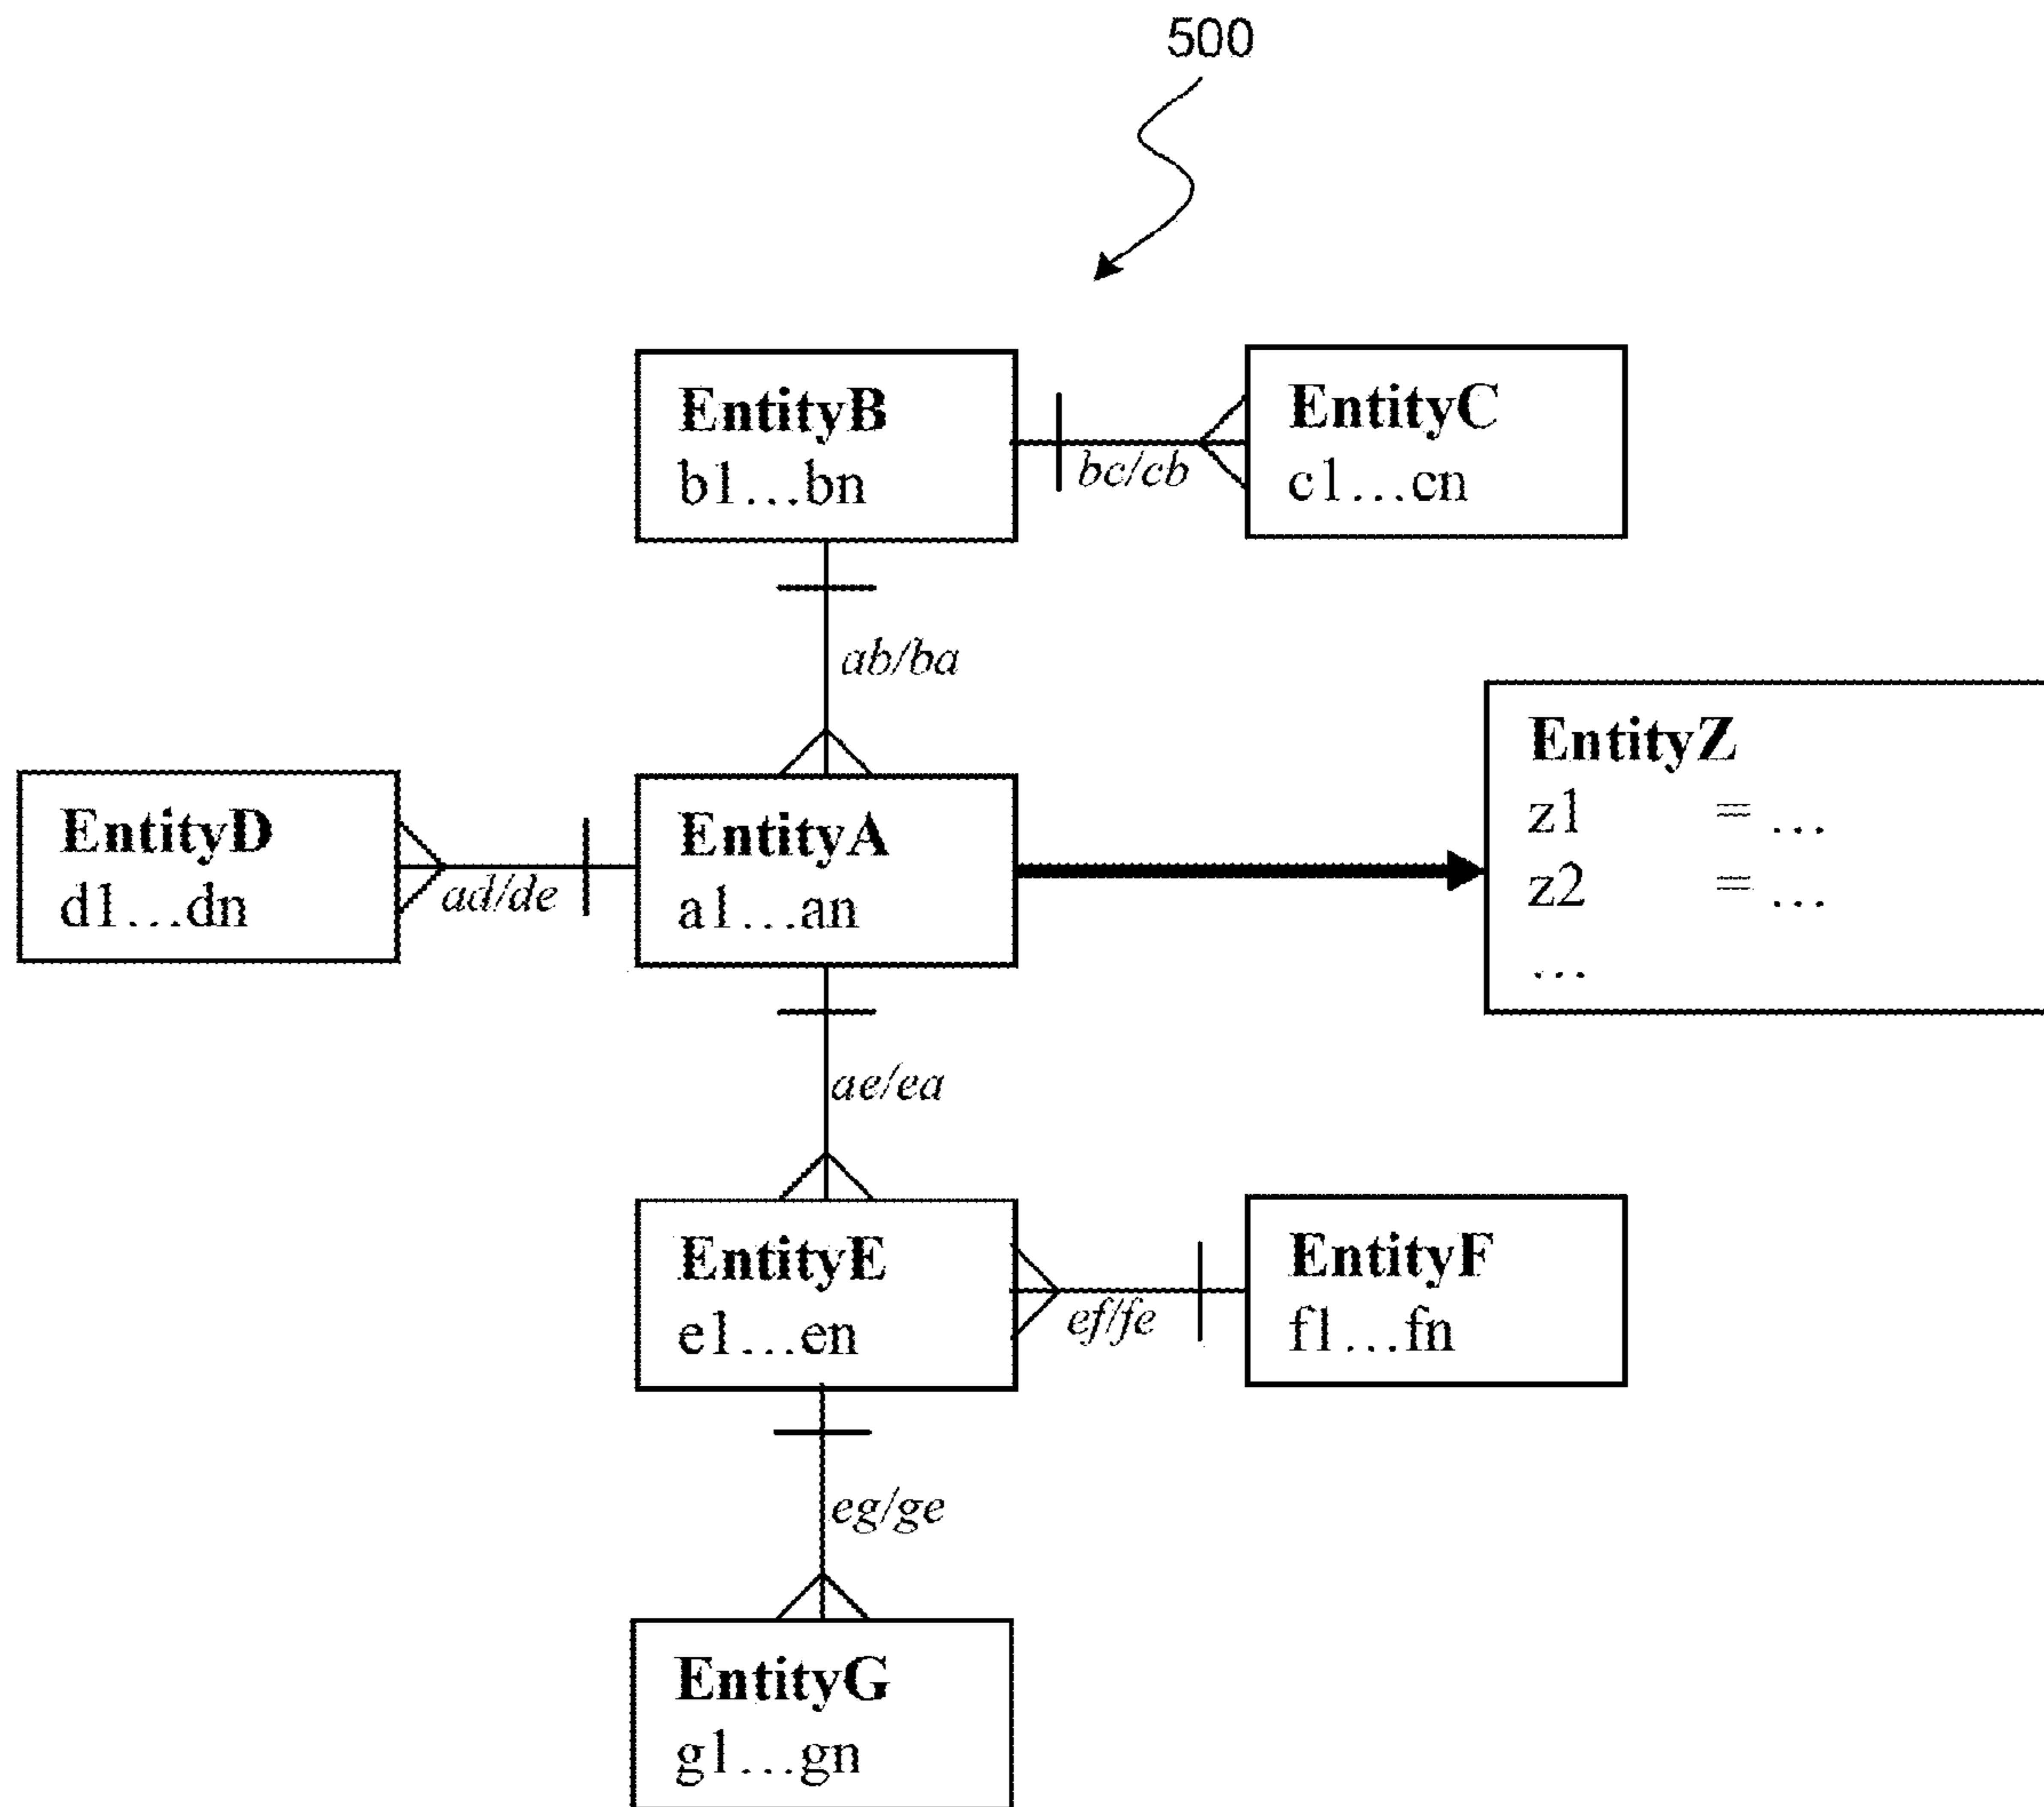 500
EntityB
b1...bn
bc/cb
EntityC
c1...cn
ab/ba
EntityZ
z1 = ...
z2 = ...
...
EntityD
d1...dn
ad/de
EntityA
a1...an
ae/ea
EntityE
e1...en
ef/fe
EntityF
f1...fn
eg/ge
EntityG
g1...gn